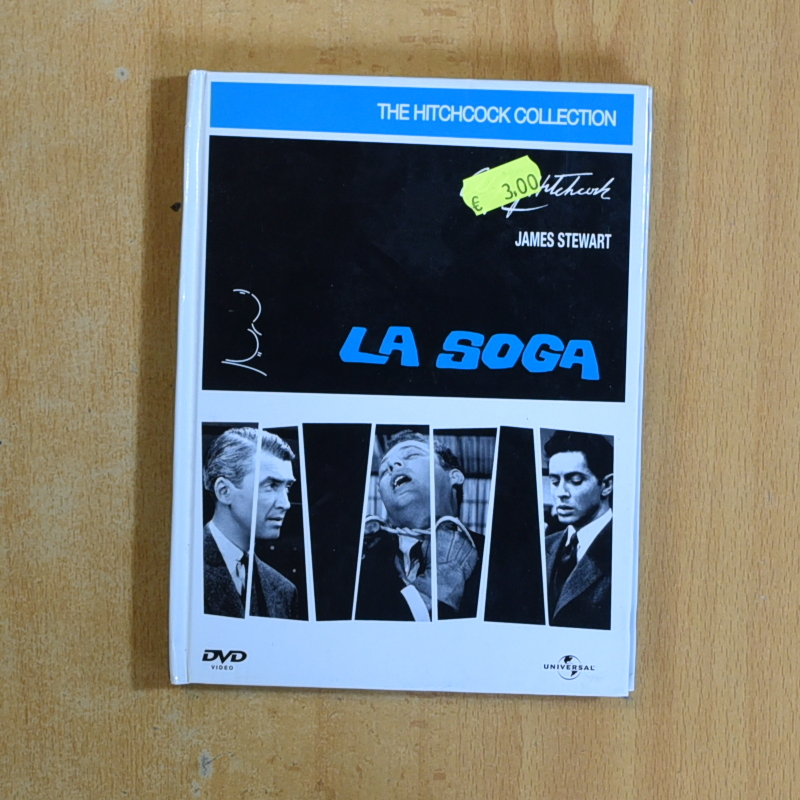 THE HITCHCOCK COLLECTION
€ 3,00
JAMES STEWART
LA SOGA
DVD
VIDEO
UNIVERSAL